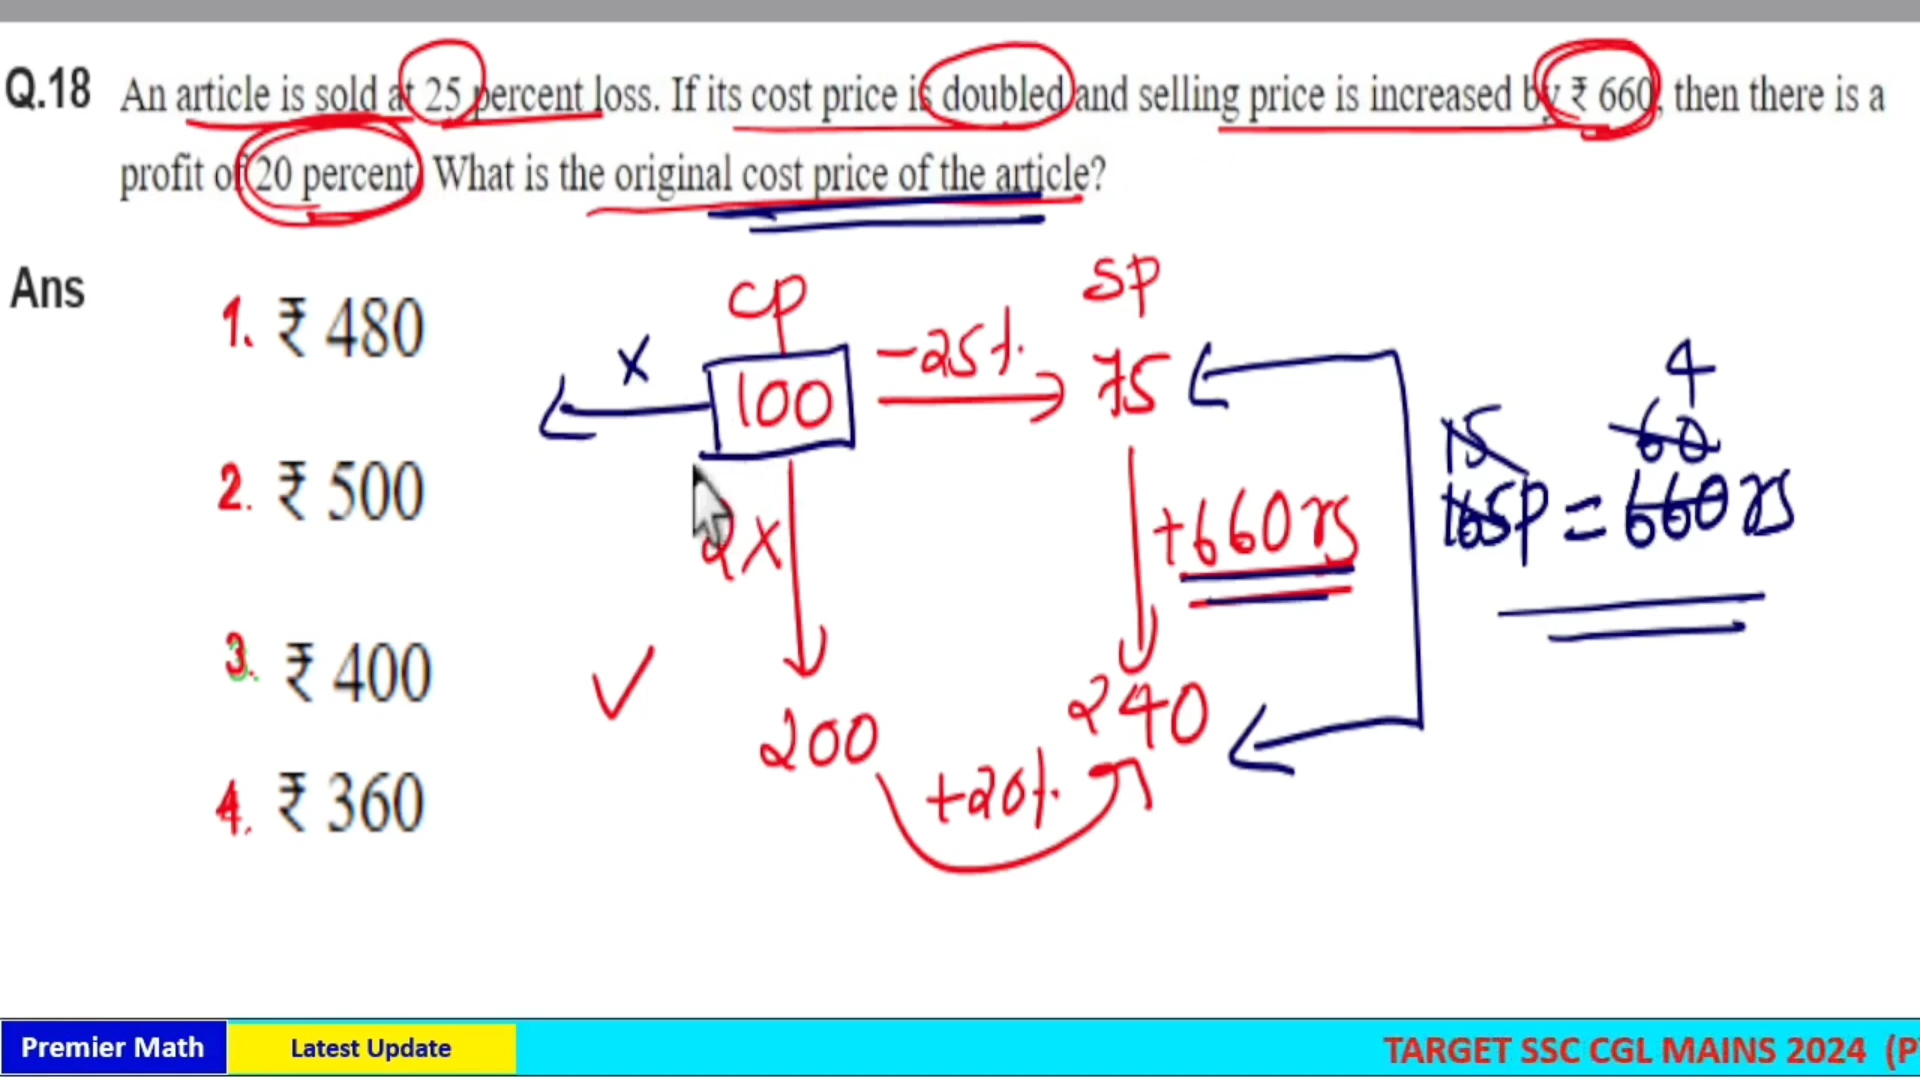 Q.18 An article is sold at 25 percent loss. If its cost price is doubled and selling price is increased by ₹ 660, then there is a
profit of 20 percent. What is the original cost price of the article?
Ans
1. ₹ 480
2. ₹ 500
3. ₹ 400
4. ₹ 360
CP
SP
x
100
-25%
75
2x
+660rs
200
240
+20%
4
15
60
165P = 660rs
Premier Math
Latest Update
TARGET SSC CGL MAINS 2024 (P